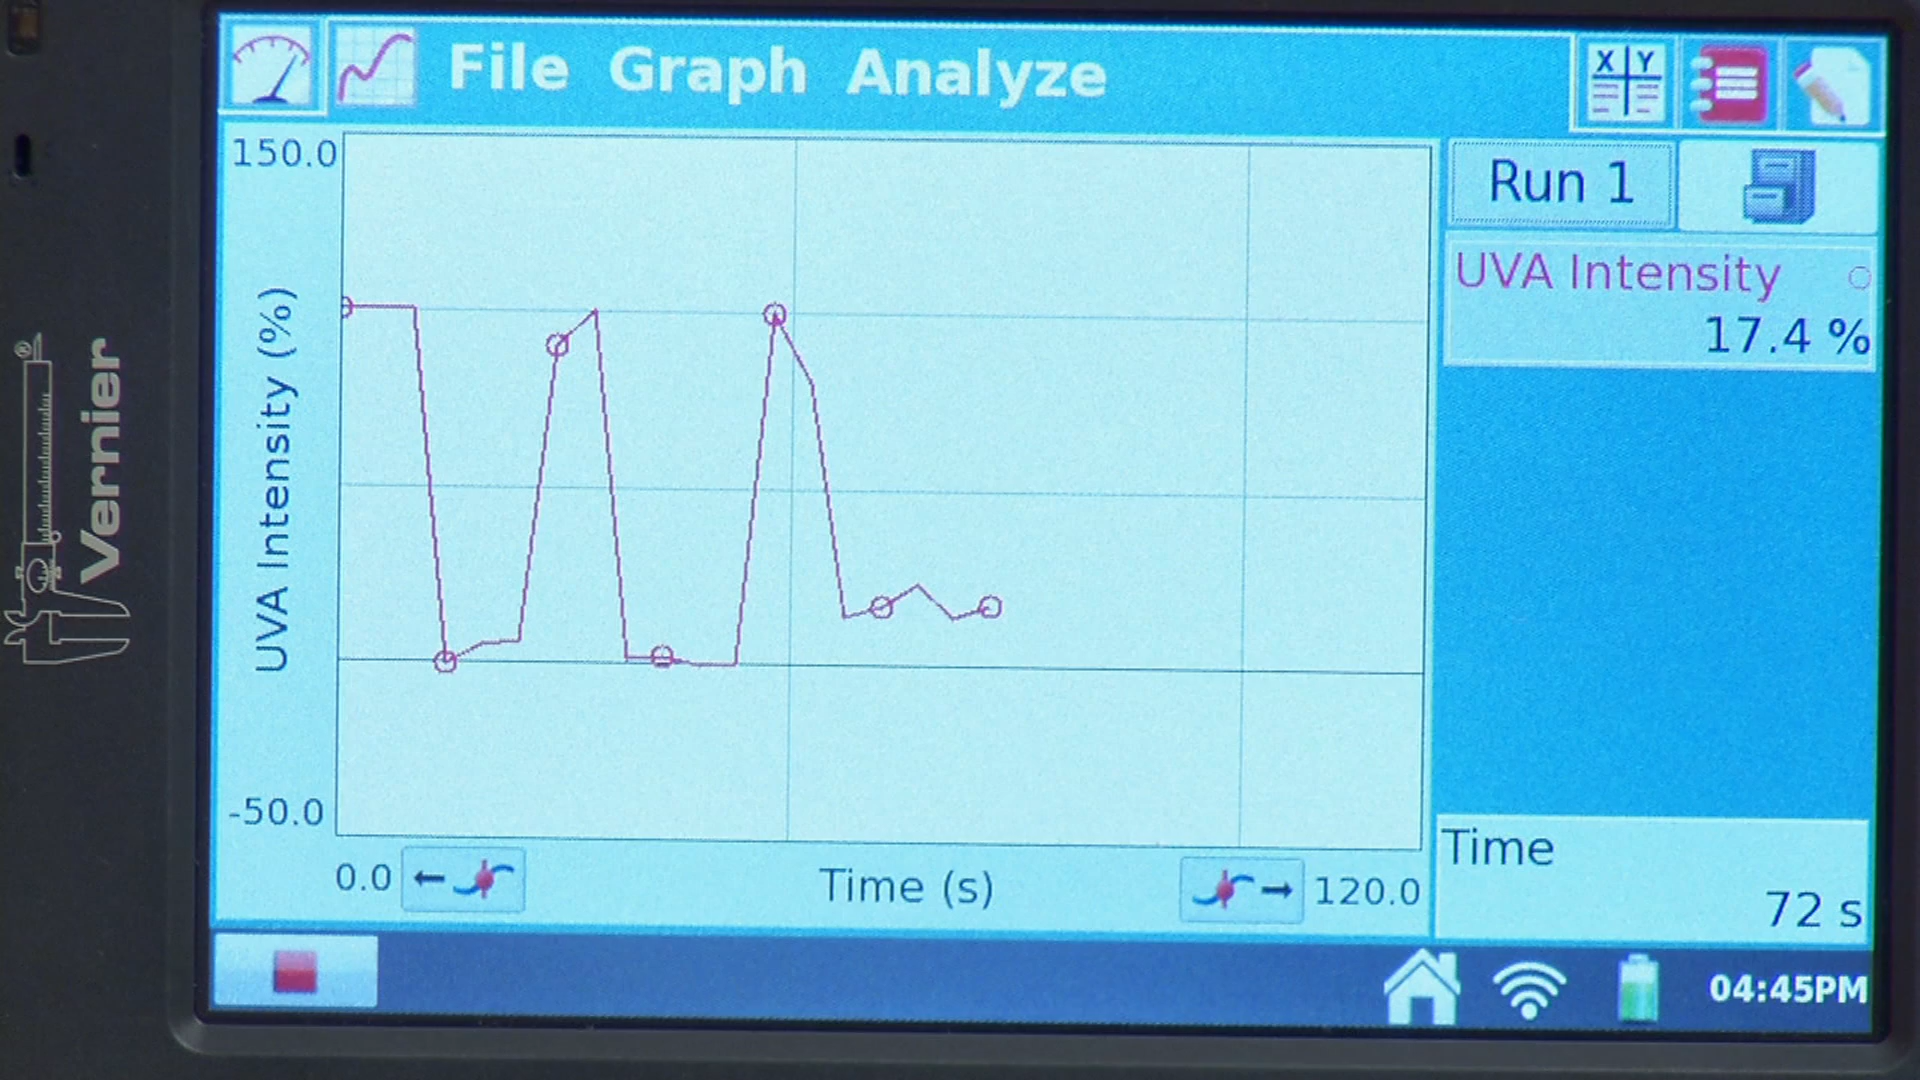 File Graph Analyze
X Y
150.0
Run 1
UVA Intensity
17.4 %
UVA Intensity (%)
Vernier
®
-50.0
0.0
Time (s)
120.0
Time
72 s
04:45PM